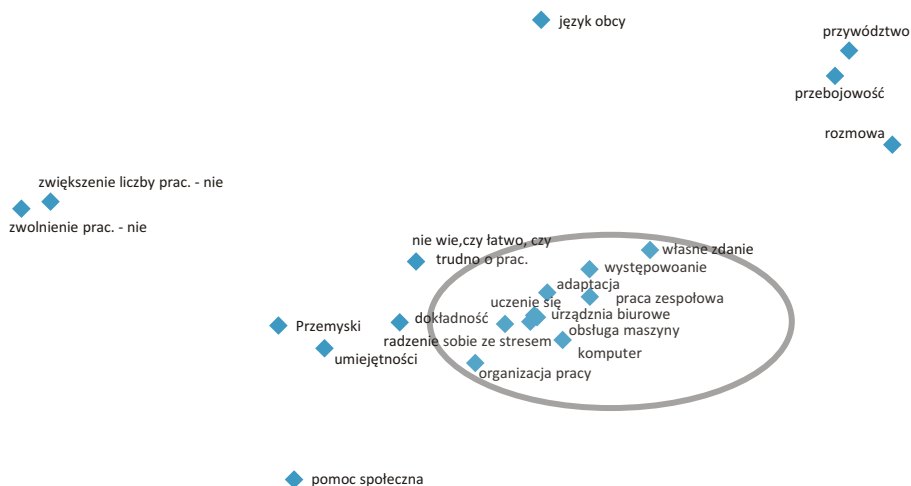 język obcy
przywództwo
przebojowość
rozmowa
zwiększenie liczby prac. - nie
zwolnienie prac. - nie
nie wie,czy łatwo, czy
trudno o prac.
własne zdanie
występowoanie
adaptacja
uczenie się
praca zespołowa
urządznia biurowe
dokładność
obsługa maszyny
Przemyski
radzenie sobie ze stresem
komputer
umiejętności
organizacja pracy
pomoc społeczna